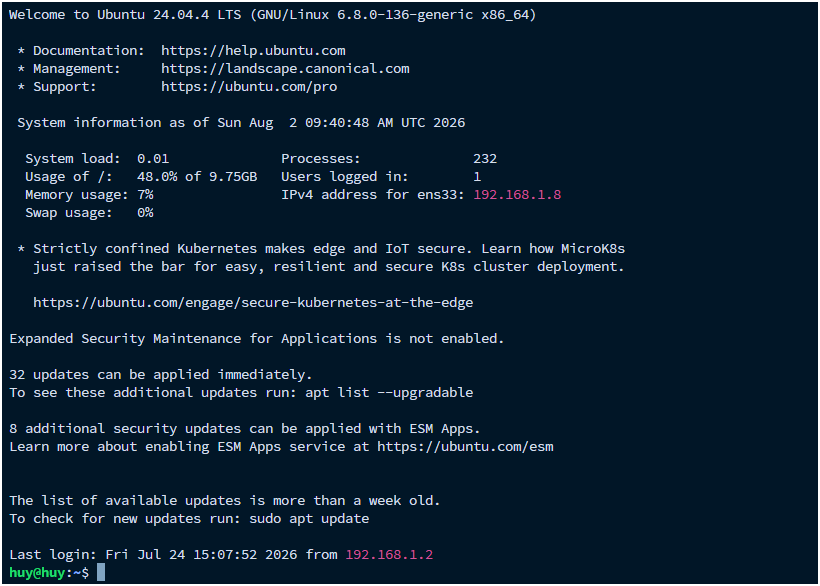 Welcome to Ubuntu 24.04.4 LTS (GNU/Linux 6.8.0-136-generic x86_64)

 * Documentation:  https://help.ubuntu.com
 * Management:     https://landscape.canonical.com
 * Support:        https://ubuntu.com/pro

 System information as of Sun Aug  2 09:40:48 AM UTC 2026

  System load:  0.01              Processes:              232
  Usage of /:   48.0% of 9.75GB   Users logged in:        1
  Memory usage: 7%                IPv4 address for ens33: 192.168.1.8
  Swap usage:   0%

 * Strictly confined Kubernetes makes edge and IoT secure. Learn how MicroK8s
   just raised the bar for easy, resilient and secure K8s cluster deployment.

   https://ubuntu.com/engage/secure-kubernetes-at-the-edge

Expanded Security Maintenance for Applications is not enabled.

32 updates can be applied immediately.
To see these additional updates run: apt list --upgradable

8 additional security updates can be applied with ESM Apps.
Learn more about enabling ESM Apps service at https://ubuntu.com/esm


The list of available updates is more than a week old.
To check for new updates run: sudo apt update

Last login: Fri Jul 24 15:07:52 2026 from 192.168.1.2
huy@huy:~$